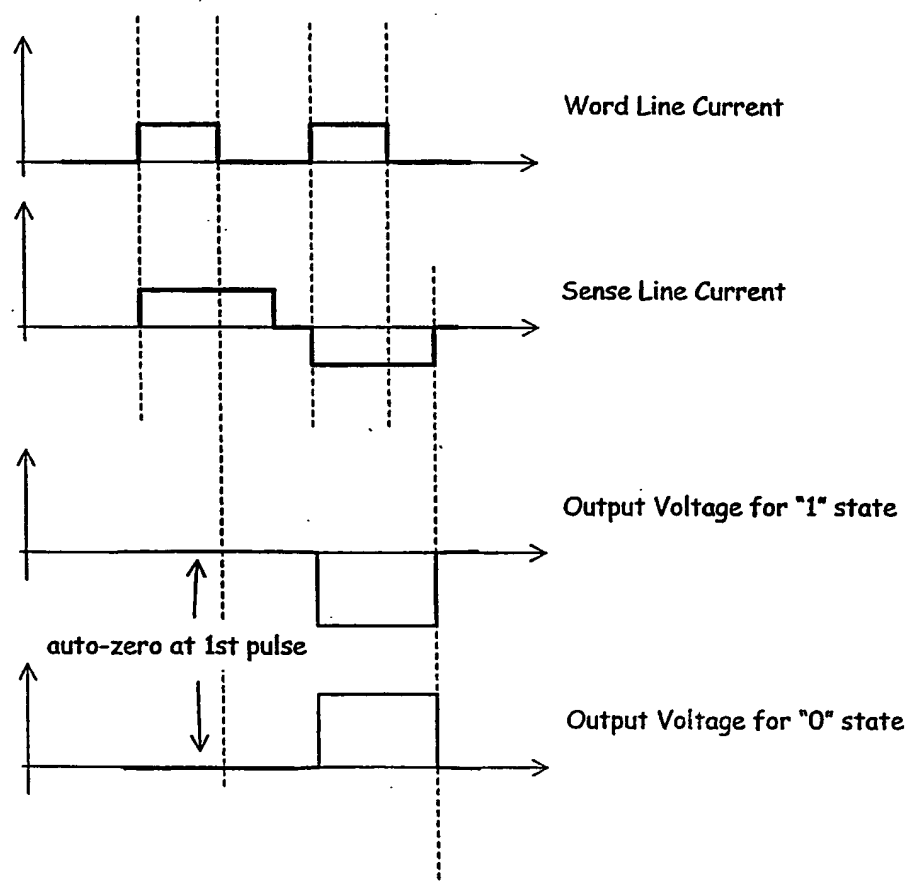 Word Line Current
Sense Line Current
Output Voltage for "1" state
auto-zero at 1st pulse
Output Voltage for "0" state